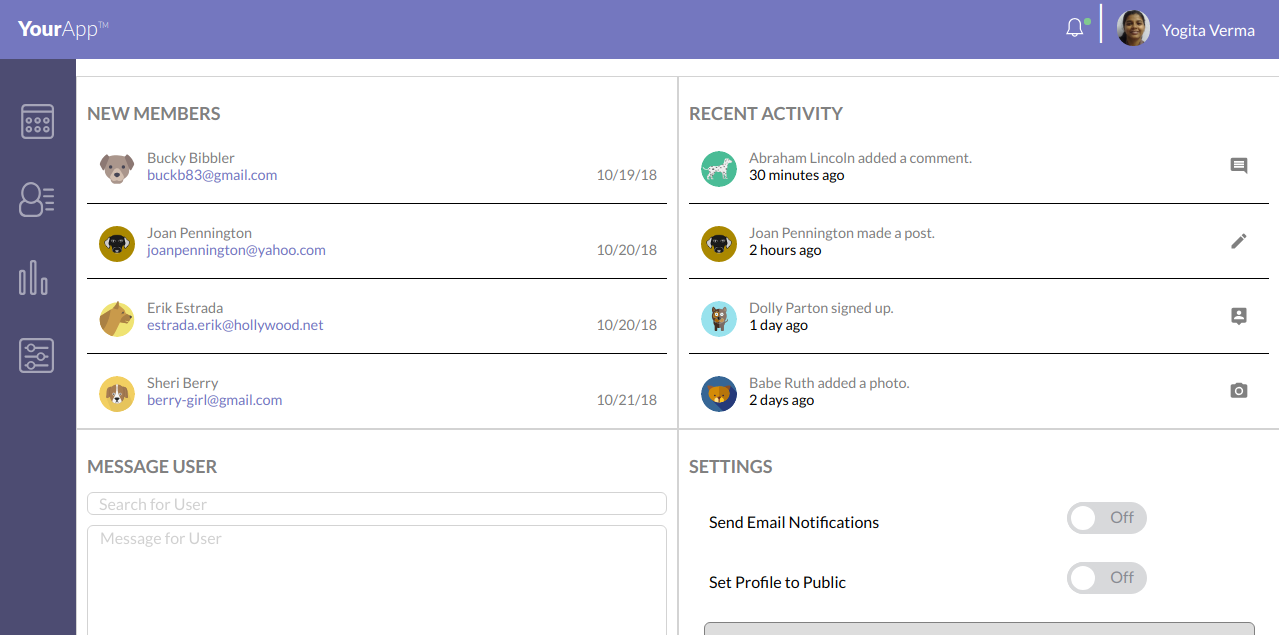 YourApp™
Yogita Verma
NEW MEMBERS
Bucky Bibbler
buckb83@gmail.com
10/19/18
Joan Pennington
joanpennington@yahoo.com
10/20/18
Erik Estrada
estrada.erik@hollywood.net
10/20/18
Sheri Berry
berry-girl@gmail.com
10/21/18
RECENT ACTIVITY
Abraham Lincoln added a comment.
30 minutes ago
Joan Pennington made a post.
2 hours ago
Dolly Parton signed up.
1 day ago
Babe Ruth added a photo.
2 days ago
MESSAGE USER
Search for User
Message for User
SETTINGS
Send Email Notifications
Off
Set Profile to Public
Off